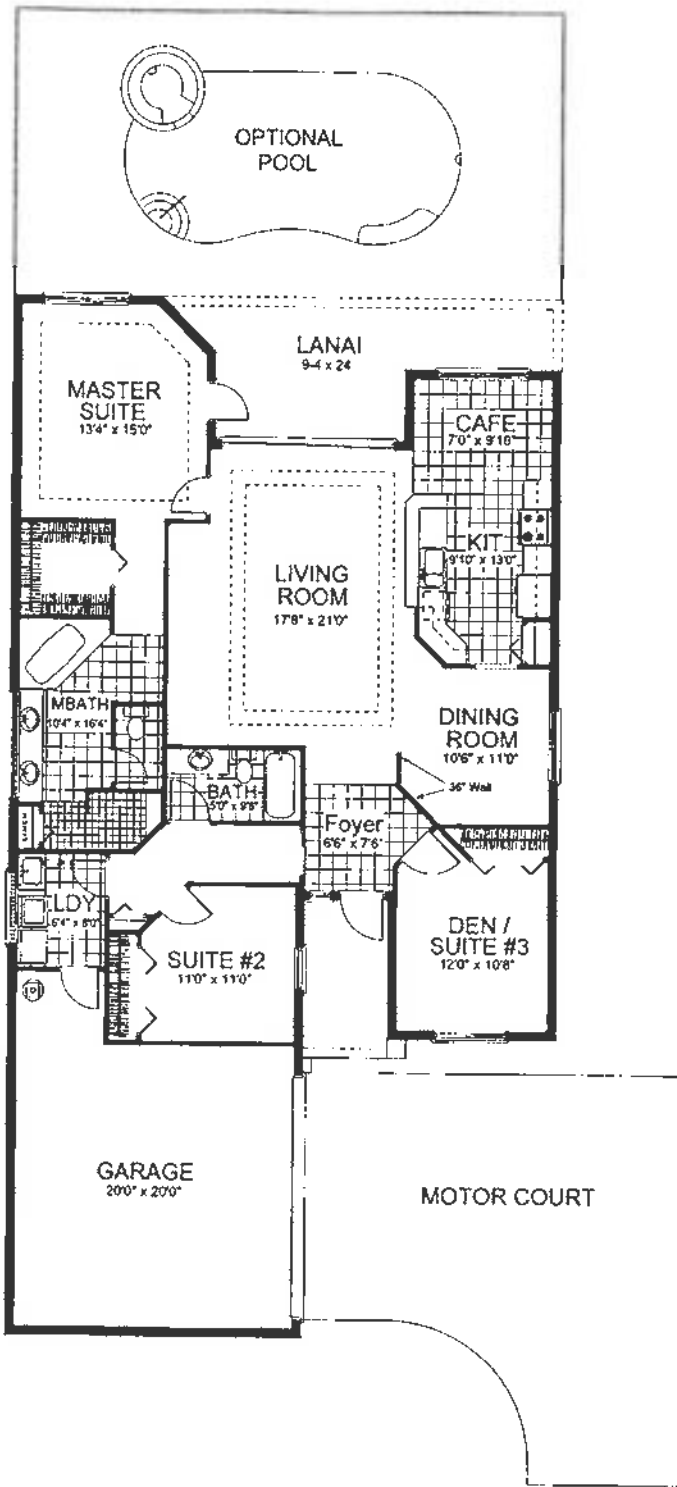 OPTIONAL
POOL
LANAI
9-4 x 24
MASTER
SUITE
13'4" x 15'0"
CAFE
7'0" x 9'10"
KIT
9'10" x 13'0"
LIVING
ROOM
17'8" x 21'0"
MBATH
10'4" x 16'4"
DINING
ROOM
10'6" x 11'0"
36" Wall
BATH
5'0" x 9'8"
Foyer
6'6" x 7'6"
LINEN
LDY
6'4" x 8'0"
SUITE #2
11'0" x 11'0"
DEN /
SUITE #3
12'0" x 10'8"
GARAGE
20'0" x 20'0"
MOTOR COURT